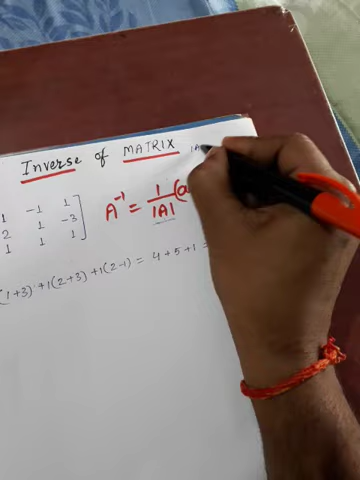 Inverse of MATRIX
1 -1 1
2 1 -3
1 1 1
A⁻¹ = 1/|A| (a
(1+3) +1(2+3) +1(2-1) = 4+5+1 =